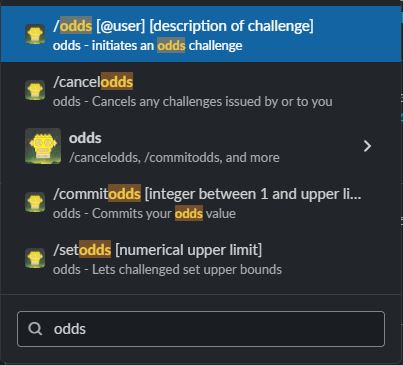 /odds [@user] [description of challenge]
odds - initiates an odds challenge
/cancelodds
odds - Cancels any challenges issued by or to you
odds
/cancelodds, /commitodds, and more
/commitodds [integer between 1 and upper li...
odds - Commits your odds value
/setodds [numerical upper limit]
odds - Lets challenged set upper bounds
odds